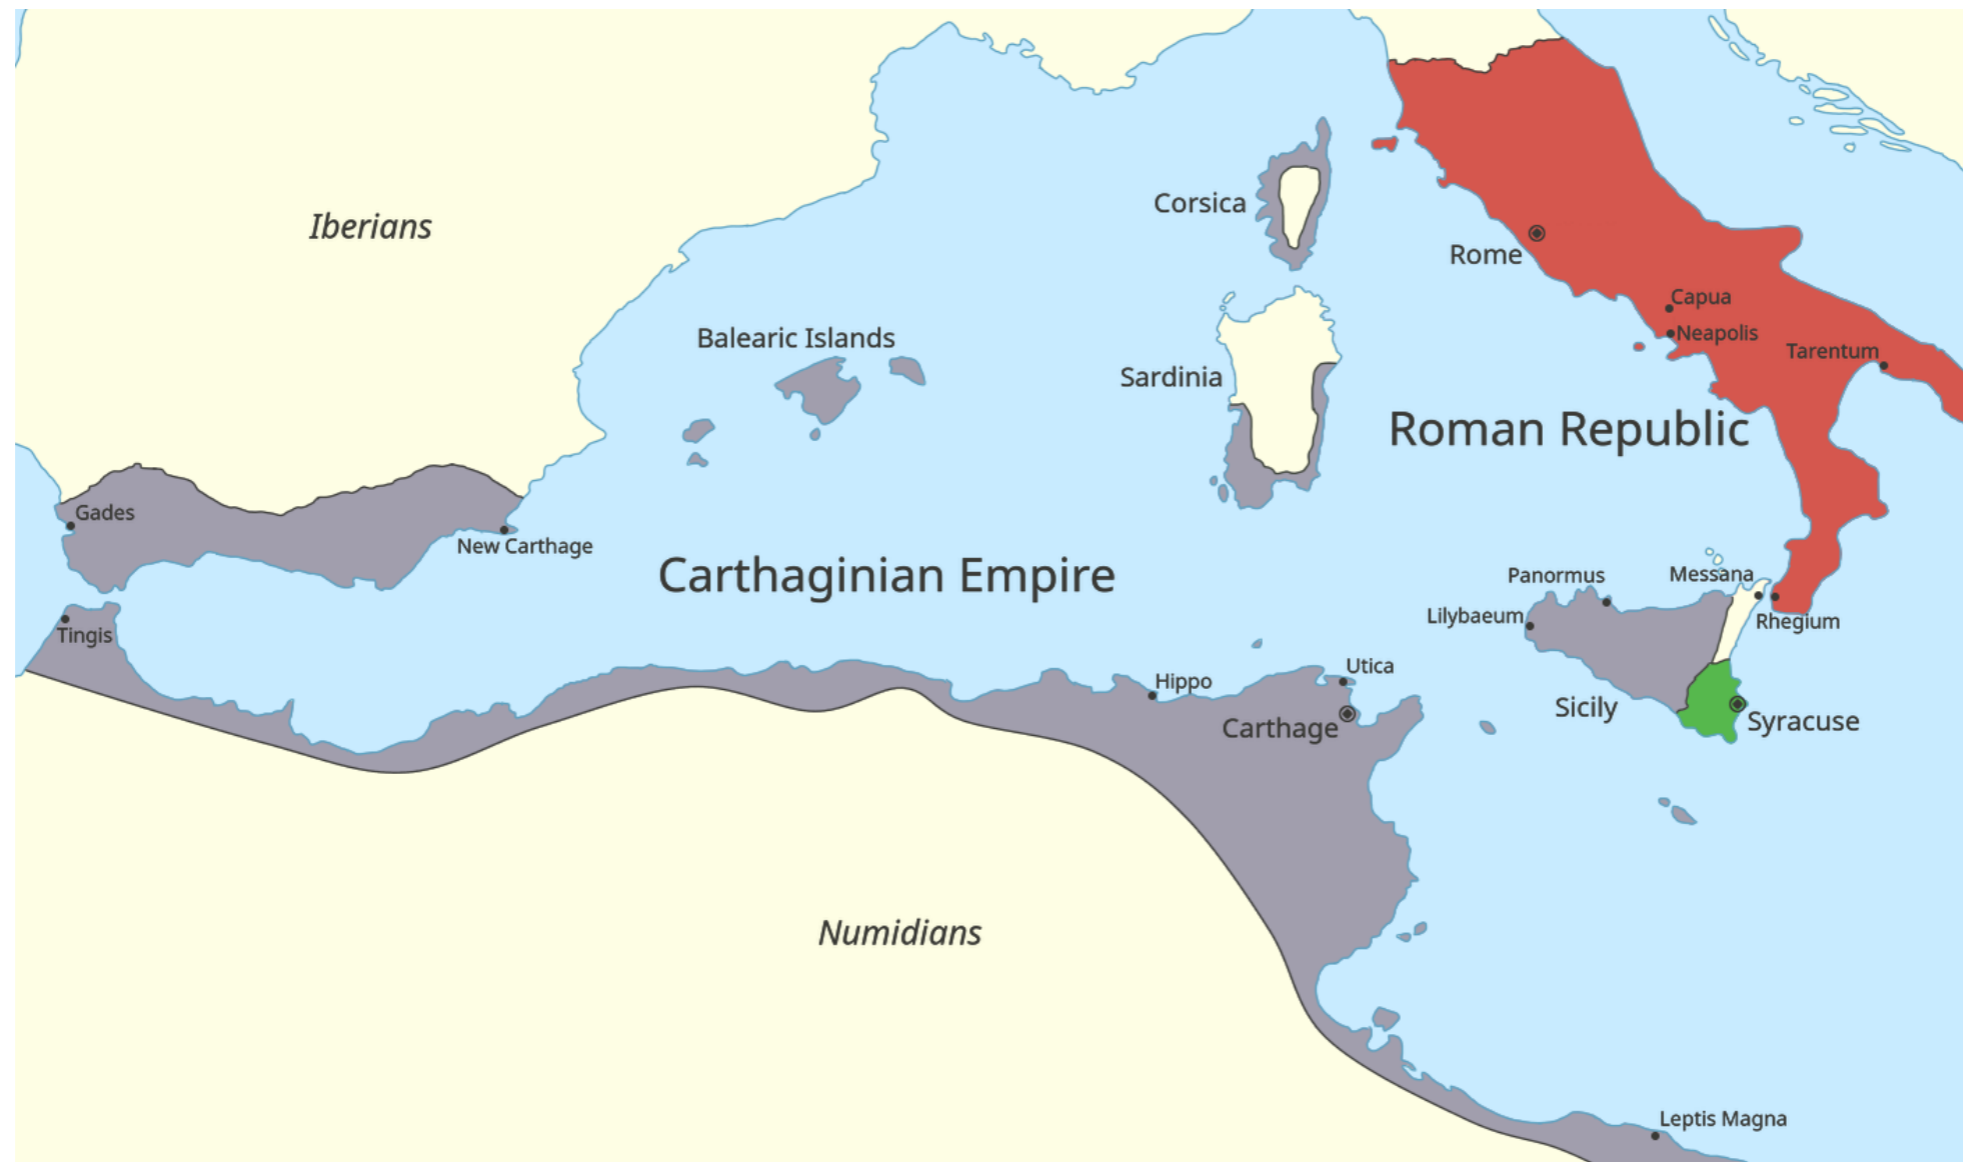 Corsica
Iberians
Rome
Capua
Neapolis
Balearic Islands
Tarentum
Sardinia
Roman Republic
Gades
New Carthage
Carthaginian Empire
Panormus
Messana
Lilybaeum
Rhegium
Tingis
Utica
Hippo
Sicily
Syracuse
Carthage
Numidians
Leptis Magna